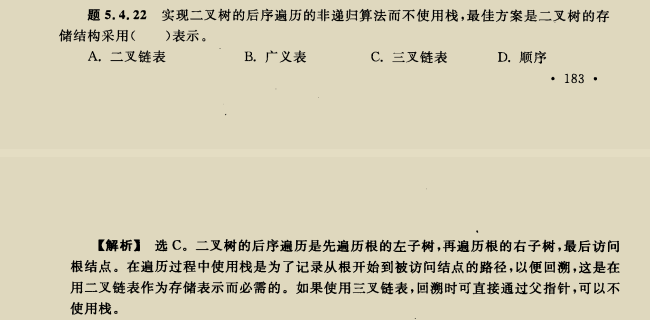 题 5.4.22 实现二叉树的后序遍历的非递归算法而不使用栈,最佳方案是二叉树的存
储结构采用( )表示。
A. 二叉链表 B. 广义表 C. 三叉链表 D. 顺序
• 183 •
【解析】 选 C。二叉树的后序遍历是先遍历根的左子树,再遍历根的右子树,最后访问
根结点。在遍历过程中使用栈是为了记录从根开始到被访问结点的路径,以便回溯,这是在
用二叉链表作为存储表示而必需的。如果使用三叉链表,回溯时可直接通过父指针,可以不
使用栈。